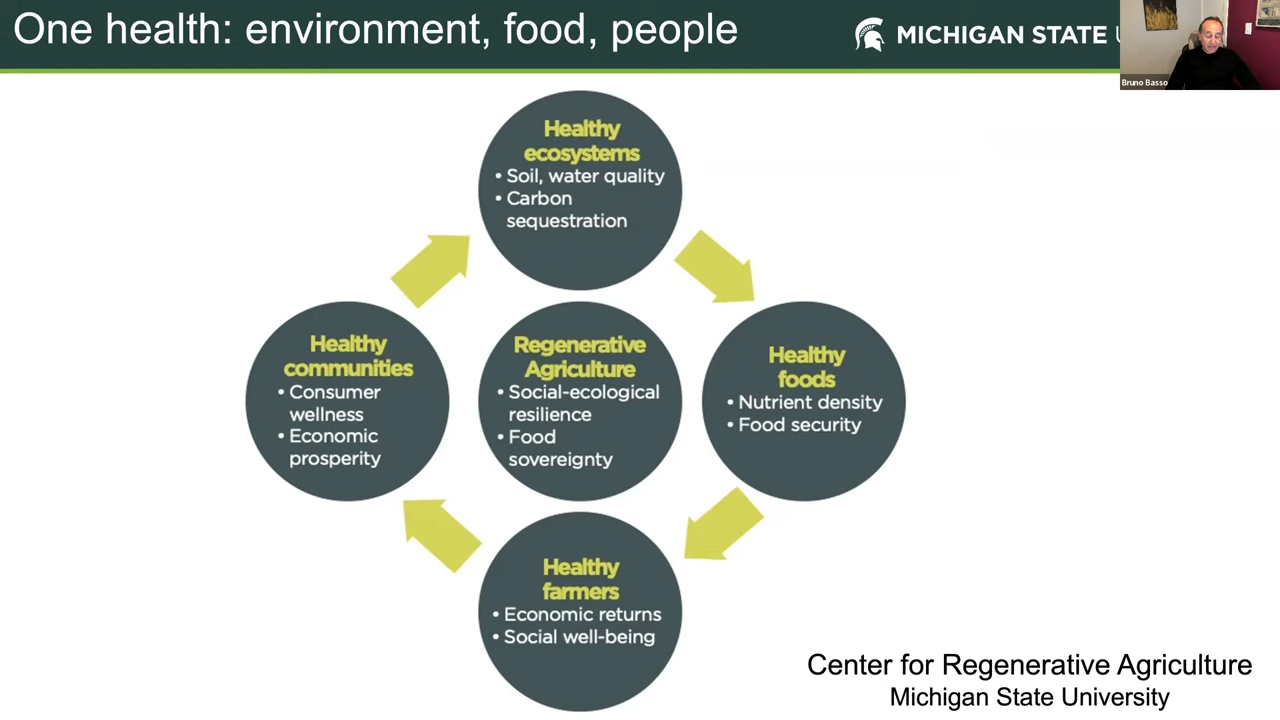 One health: environment, food, people
MICHIGAN STATE U
Bruno Basso
Healthy
ecosystems
• Soil, water quality
• Carbon
sequestration
Healthy
communities
• Consumer
wellness
• Economic
prosperity
Regenerative
Agriculture
• Social-ecological
resilience
• Food
sovereignty
Healthy
foods
• Nutrient density
• Food security
Healthy
farmers
• Economic returns
• Social well-being
Center for Regenerative Agriculture
Michigan State University